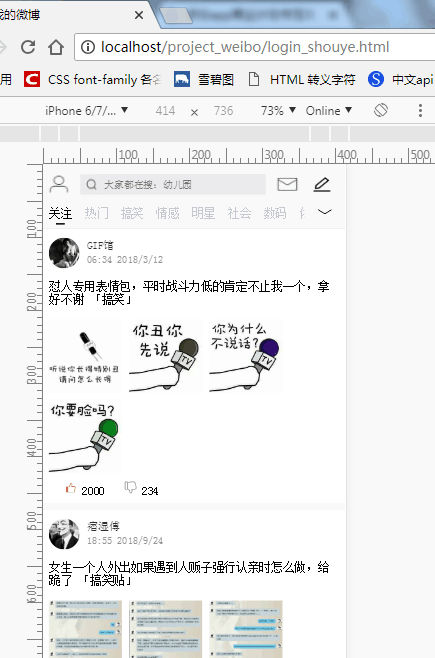 我的微博
localhost/project_weibo/login_shouye.html
用 CSS font-family 各名 雪碧图 HTML 转义字符 中文api
iPhone 6/7/... ▼ 414 × 736 73% ▼ Online ▼
100 200 300 400 500
大家都在搜：幼儿园
关注 热门 搞笑 情感 明星 社会 数码
100
GIF馆
06:34 2018/3/12
怼人专用表情包，平时战斗力低的肯定不止我一个，拿
好不谢 「搞笑」
200
听说你长得特别丑
请问怎么长得
你丑你
先说
TV
你为什么
不说话?
TV
300
你要脸吗?
TV
400
2000 234
500
18:55 2018/9/24
女生一个人外出如果遇到人贩子强行认亲时怎么做，给
跪了 「搞笑贴」
600